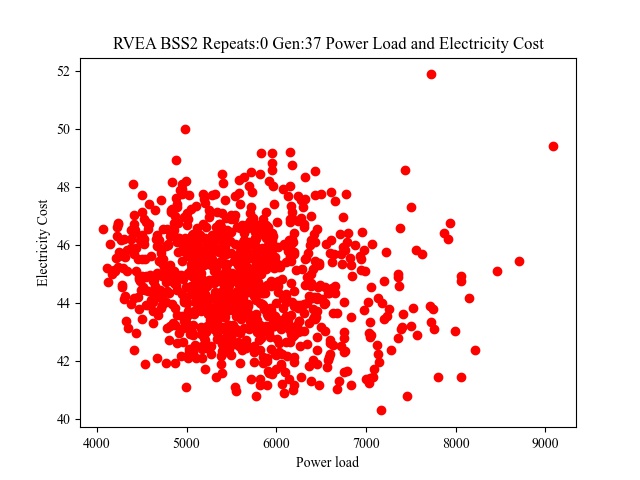 RVEA BSS2 Repeats:0 Gen:37 Power Load and Electricity Cost
52
50
48
46
44
42
40
Electricity Cost
4000 5000 6000 7000 8000 9000
Power load